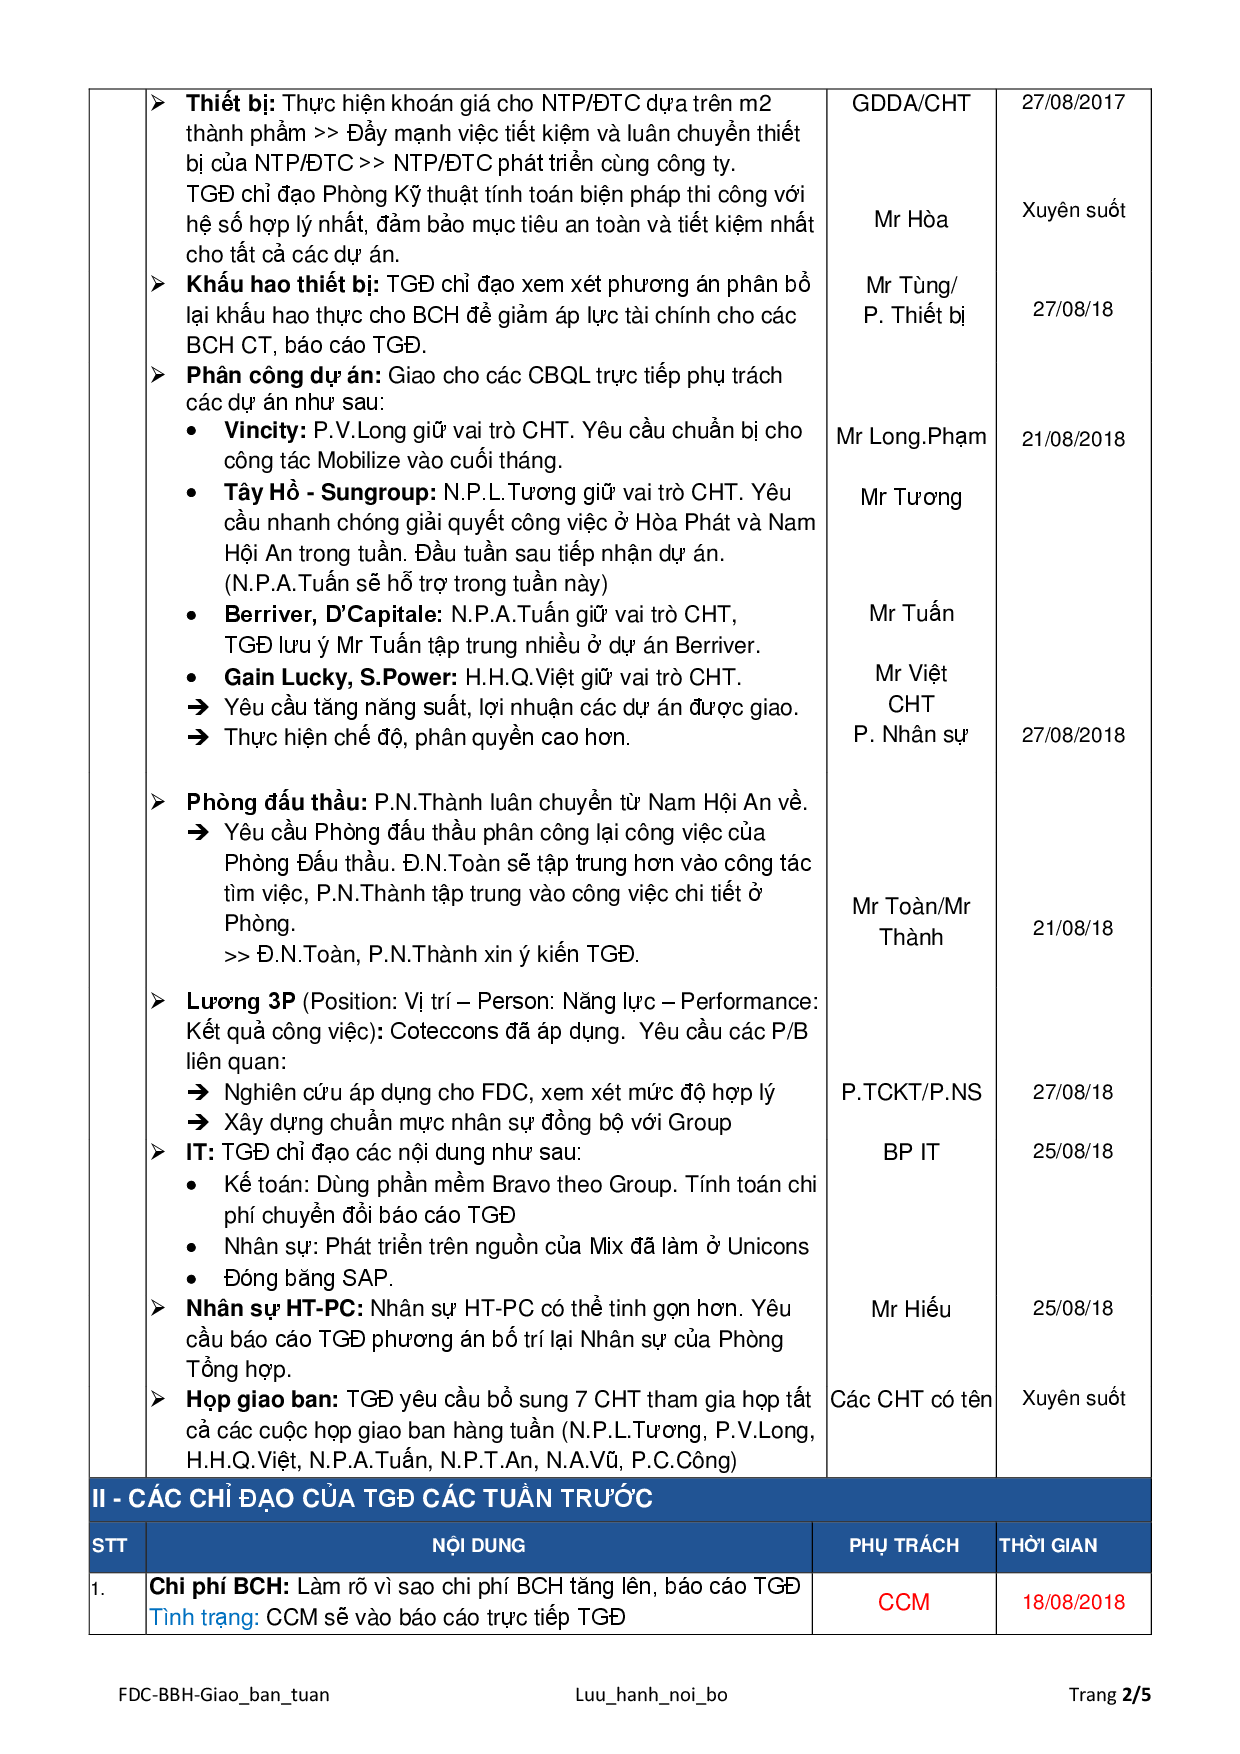 ➢ Thiết bị: Thực hiện khoán giá cho NTP/ĐTC dựa trên m2 GDDA/CHT 27/08/2017
thành phẩm >> Đẩy mạnh việc tiết kiệm và luân chuyển thiết
bị của NTP/ĐTC >> NTP/ĐTC phát triển cùng công ty.
TGĐ chỉ đạo Phòng Kỹ thuật tính toán biện pháp thi công với
hệ số hợp lý nhất, đảm bảo mục tiêu an toàn và tiết kiệm nhất Mr Hòa Xuyên suốt
cho tất cả các dự án.
➢ Khấu hao thiết bị: TGĐ chỉ đạo xem xét phương án phân bổ Mr Tùng/
lại khấu hao thực cho BCH để giảm áp lực tài chính cho các P. Thiết bị 27/08/18
BCH CT, báo cáo TGĐ.
➢ Phân công dự án: Giao cho các CBQL trực tiếp phụ trách
các dự án như sau:
• Vincity: P.V.Long giữ vai trò CHT. Yêu cầu chuẩn bị cho Mr Long.Phạm 21/08/2018
công tác Mobilize vào cuối tháng.
• Tây Hồ - Sungroup: N.P.L.Tương giữ vai trò CHT. Yêu Mr Tương
cầu nhanh chóng giải quyết công việc ở Hòa Phát và Nam
Hội An trong tuần. Đầu tuần sau tiếp nhận dự án.
(N.P.A.Tuấn sẽ hỗ trợ trong tuần này)
• Berriver, D’Capitale: N.P.A.Tuấn giữ vai trò CHT, Mr Tuấn
TGĐ lưu ý Mr Tuấn tập trung nhiều ở dự án Berriver.
• Gain Lucky, S.Power: H.H.Q.Việt giữ vai trò CHT. Mr Việt
➔ Yêu cầu tăng năng suất, lợi nhuận các dự án được giao. CHT
➔ Thực hiện chế độ, phân quyền cao hơn. P. Nhân sự 27/08/2018
➢ Phòng đấu thầu: P.N.Thành luân chuyển từ Nam Hội An về.
➔ Yêu cầu Phòng đấu thầu phân công lại công việc của
Phòng Đấu thầu. Đ.N.Toàn sẽ tập trung hơn vào công tác
tìm việc, P.N.Thành tập trung vào công việc chi tiết ở Mr Toàn/Mr
Phòng. Thành 21/08/18
>> Đ.N.Toàn, P.N.Thành xin ý kiến TGĐ.
➢ Lương 3P (Position: Vị trí – Person: Năng lực – Performance:
Kết quả công việc): Coteccons đã áp dụng. Yêu cầu các P/B
liên quan:
➔ Nghiên cứu áp dụng cho FDC, xem xét mức độ hợp lý P.TCKT/P.NS 27/08/18
➔ Xây dựng chuẩn mực nhân sự đồng bộ với Group
➢ IT: TGĐ chỉ đạo các nội dung như sau: BP IT 25/08/18
• Kế toán: Dùng phần mềm Bravo theo Group. Tính toán chi
phí chuyển đổi báo cáo TGĐ
• Nhân sự: Phát triển trên nguồn của Mix đã làm ở Unicons
• Đóng băng SAP.
➢ Nhân sự HT-PC: Nhân sự HT-PC có thể tinh gọn hơn. Yêu Mr Hiếu 25/08/18
cầu báo cáo TGĐ phương án bố trí lại Nhân sự của Phòng
Tổng hợp.
➢ Họp giao ban: TGĐ yêu cầu bổ sung 7 CHT tham gia họp tất Các CHT có tên Xuyên suốt
cả các cuộc họp giao ban hàng tuần (N.P.L.Tương, P.V.Long,
H.H.Q.Việt, N.P.A.Tuấn, N.P.T.An, N.A.Vũ, P.C.Công)
II - CÁC CHỈ ĐẠO CỦA TGĐ CÁC TUẦN TRƯỚC
STT NỘI DUNG PHỤ TRÁCH THỜI GIAN
1. Chi phí BCH: Làm rõ vì sao chi phí BCH tăng lên, báo cáo TGĐ CCM 18/08/2018
Tình trạng: CCM sẽ vào báo cáo trực tiếp TGĐ
FDC-BBH-Giao_ban_tuan Luu_hanh_noi_bo Trang 2/5